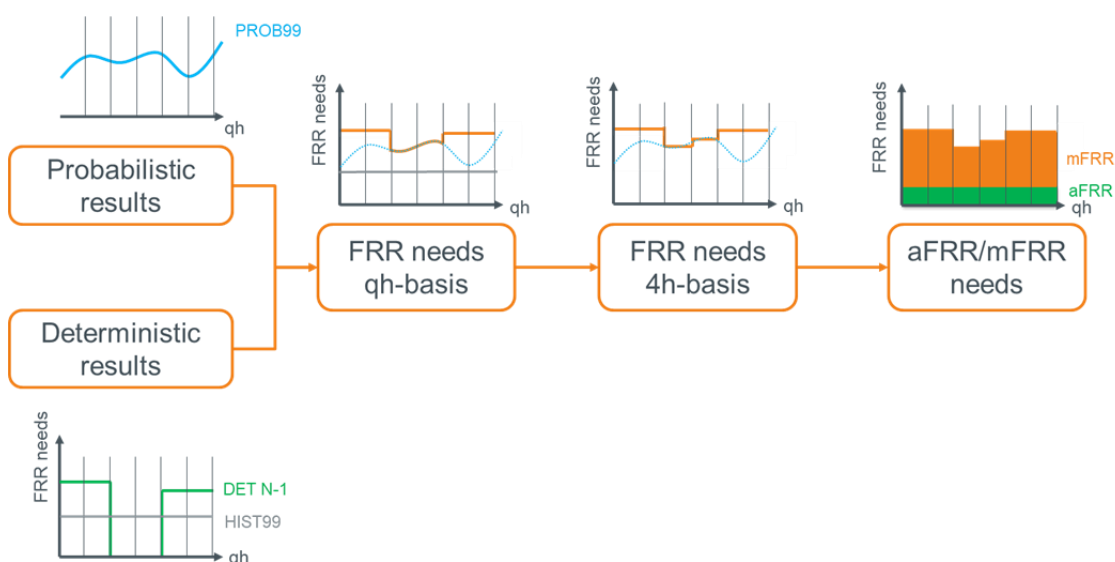 PROB99
qh
Probabilistic
results
Deterministic
results
FRR needs
DET N-1
HIST99
qh
FRR needs
qh
FRR needs
qh-basis
FRR needs
qh
FRR needs
4h-basis
FRR needs
mFRR
aFRR
qh
aFRR/mFRR
needs